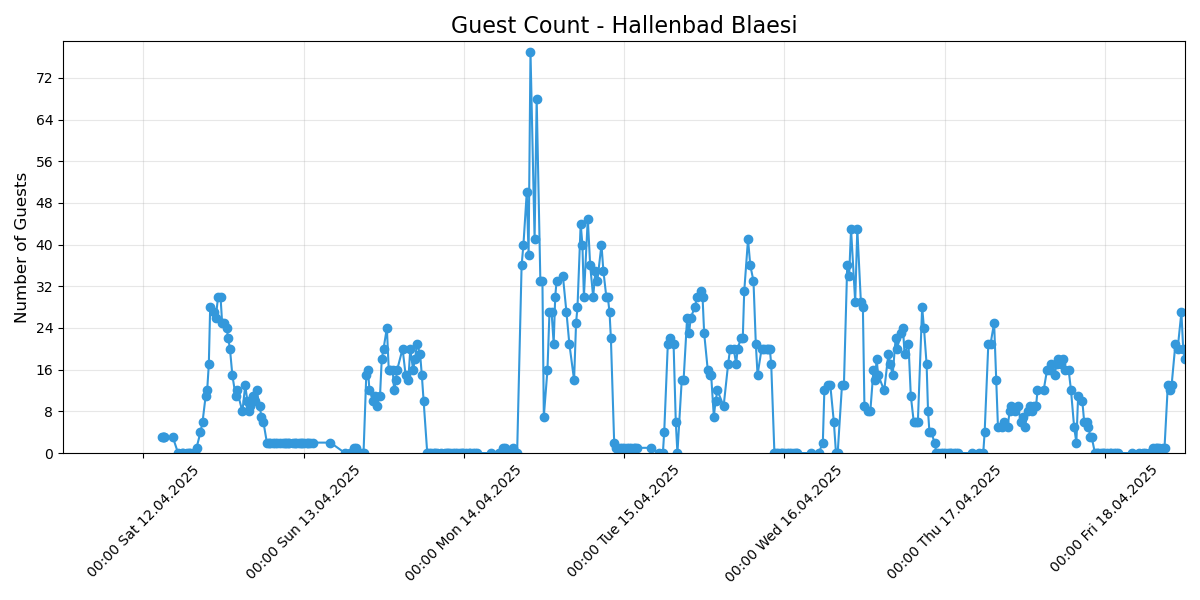 Guest Count - Hallenbad Blaesi
Number of Guests
72
64
56
48
40
32
24
16
8
0
00:00 Sat 12.04.2025
00:00 Sun 13.04.2025
00:00 Mon 14.04.2025
00:00 Tue 15.04.2025
00:00 Wed 16.04.2025
00:00 Thu 17.04.2025
00:00 Fri 18.04.2025